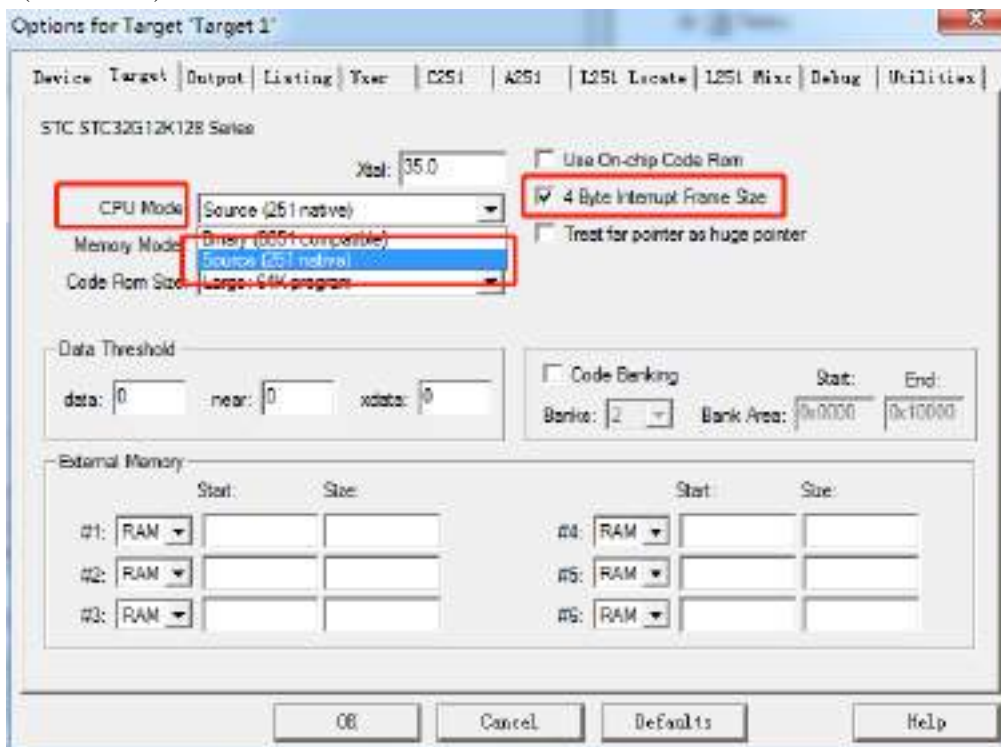 Options for Target 'Target 1'
Device Target Output Listing User C251 A251 L251 Locate L251 Misc Debug Utilities
STC STC32G12K128 Series
Xtal: 35.0
Use On-chip Code Rom
CPU Mode Source (251 native)
4 Byte Interrupt Frame Size
Memory Mode Binary (8051 compatible)
Treat far pointer as huge pointer
Source (251 native)
Code Rom Size: Large: 64K program
Data Threshold
data: 0 near: 0 xdata: 0
Code Banking Start: End:
Banks: 2 Bank Area: 0x0000 0x10000
External Memory
Start: Size: Start: Size:
#1: RAM #4: RAM
#2: RAM #5: RAM
#3: RAM #6: RAM
OK Cancel Defaults Help